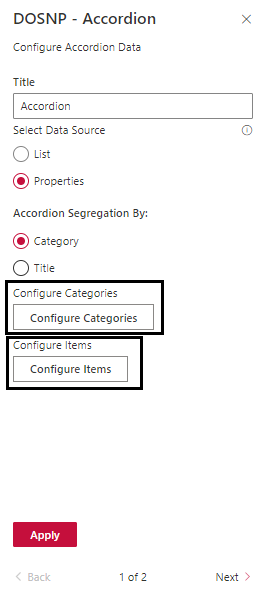 DOSNP - Accordion
Configure Accordion Data
Title
Accordion
Select Data Source
List
Properties
Accordion Segregation By:
Category
Title
Configure Categories
Configure Categories
Configure Items
Configure Items
Apply
Back 1 of 2 Next